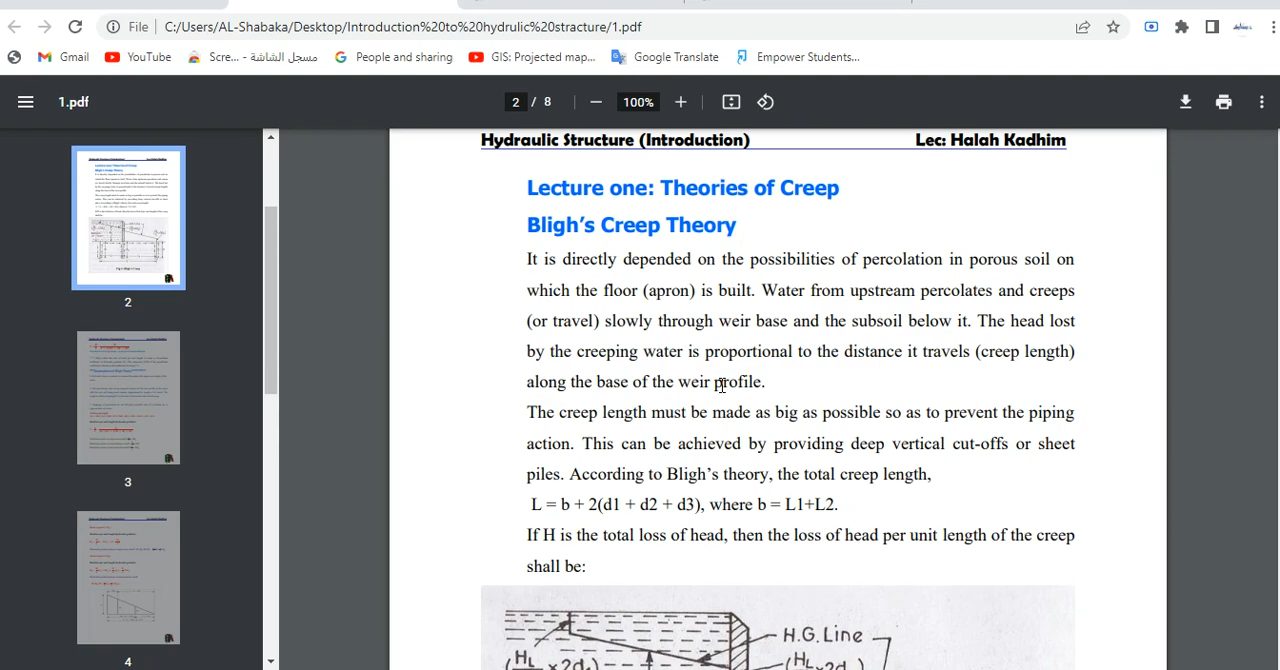 File C:/Users/AL-Shabaka/Desktop/Introduction%20to%20hydrulic%20stracture/1.pdf
Gmail YouTube Scre... - مسجل الشاشة People and sharing GIS: Projected map... Google Translate Empower Students...
1.pdf 2 / 8 100%
Hydraulic Structure (Introduction) Lec: Halah Kadhim
Lecture one: Theories of Creep
Bligh's Creep Theory
It is directly depended on the possibilities of percolation in porous soil on
which the floor (apron) is built. Water from upstream percolates and creeps
(or travel) slowly through weir base and the subsoil below it. The head lost
by the creeping water is proportional to the distance it travels (creep length)
along the base of the weir profile.
The creep length must be made as big as possible so as to prevent the piping
action. This can be achieved by providing deep vertical cut-offs or sheet
piles. According to Bligh's theory, the total creep length,
L = b + 2(d1 + d2 + d3), where b = L1+L2.
If H is the total loss of head, then the loss of head per unit length of the creep
shall be:
H.G. Line
2
3
4